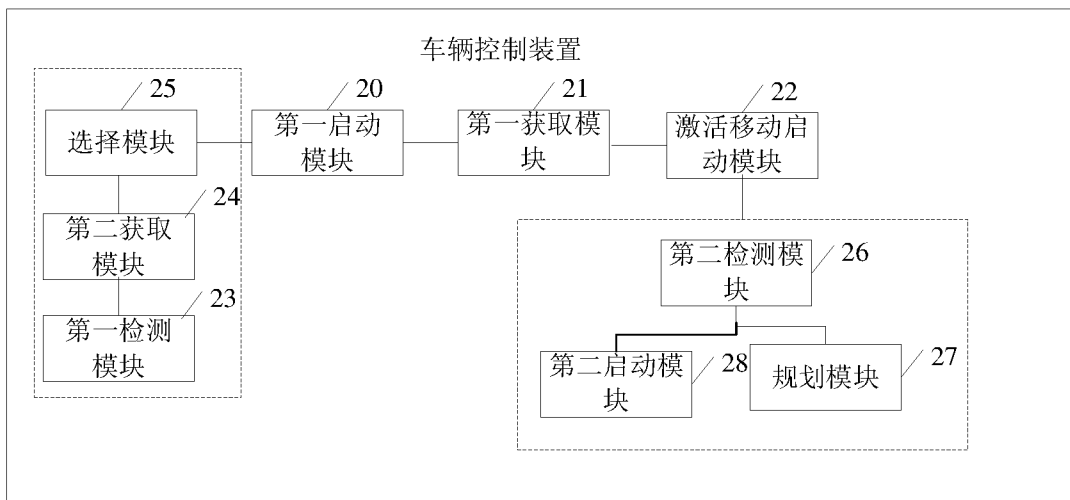 车辆控制装置
25
选择模块
20
第一启动
模块
21
第一获取模
块
22
激活移动启
动模块
24
第二获取
模块
23
第一检测
模块
26
第二检测模
块
28
第二启动模
块
27
规划模块